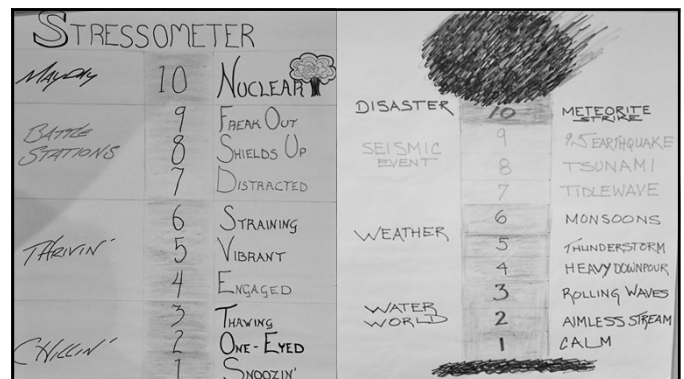 STRESSOMETER
MAYDAY 10 NUCLEAR
BATTLE STATIONS
9 FREAK OUT
8 SHIELDS UP
7 DISTRACTED
THRIVIN'
6 STRAINING
5 VIBRANT
4 ENGAGED
CHILLIN'
3 THAWING
2 ONE-EYED
1 SNOOZIN'
DISASTER 10 METEORITE STRIKE
SEISMIC EVENT
9 9.5 EARTHQUAKE
8 TSUNAMI
7 TIDLEWAVE
WEATHER
6 MONSOONS
5 THUNDERSTORM
4 HEAVY DOWNPOUR
WATER WORLD
3 ROLLING WAVES
2 AIMLESS STREAM
1 CALM